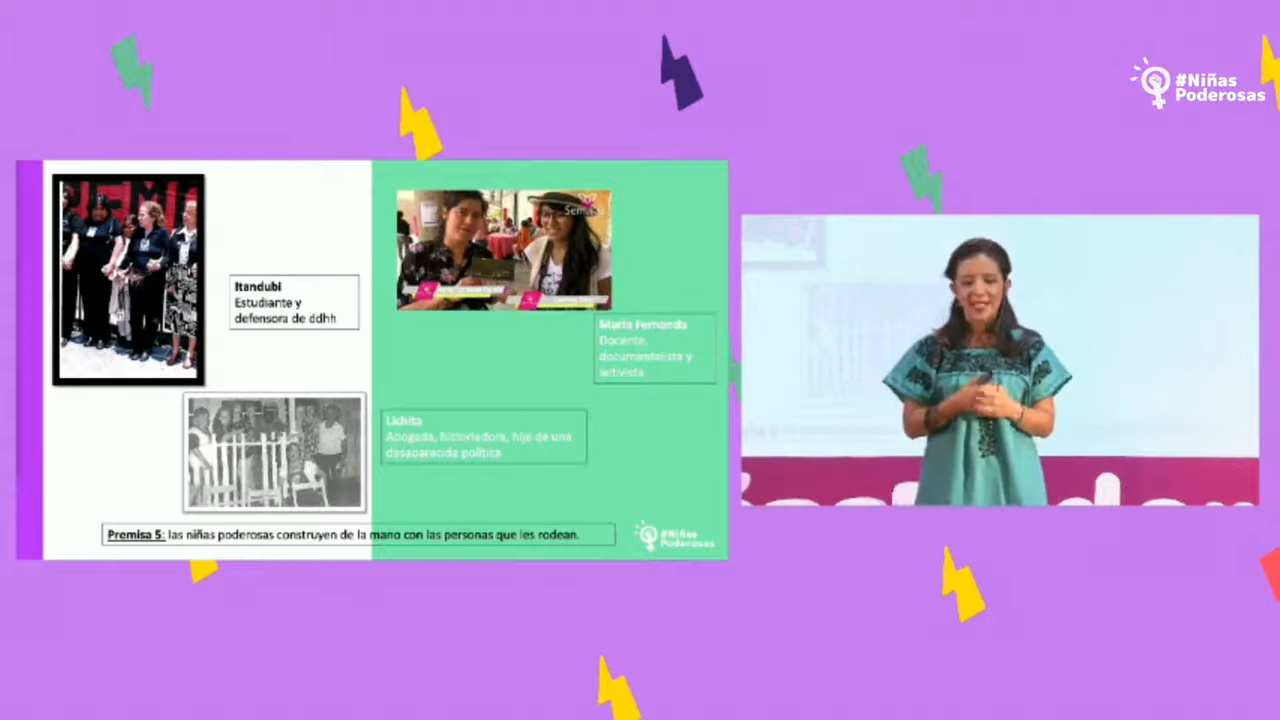 #Niñas
Poderosas
Itandubi
Estudiante y
defensora de ddhh
Semillas
María Fernanda
Docente,
documentalista y
activista
Lichita
Abogada, historiadora, hija de una
desaparecida política
Premisa 5: las niñas poderosas construyen de la mano con las personas que les rodean.
#Niñas
Poderosas